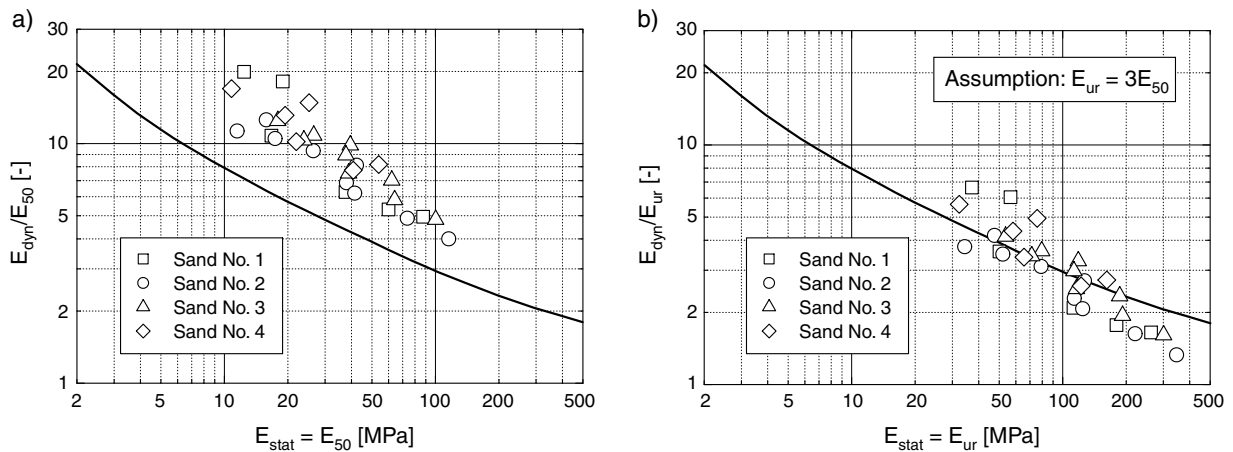 a)
30
20
10
5
2
1
E_dyn/E_50 [-]
Sand No. 1
Sand No. 2
Sand No. 3
Sand No. 4
2 5 10 20 50 100 500
E_stat = E_50 [MPa]
b)
30
20
10
5
2
1
E_dyn/E_ur [-]
Assumption: E_ur = 3E_50
Sand No. 1
Sand No. 2
Sand No. 3
Sand No. 4
2 5 10 20 50 100 200 500
E_stat = E_ur [MPa]